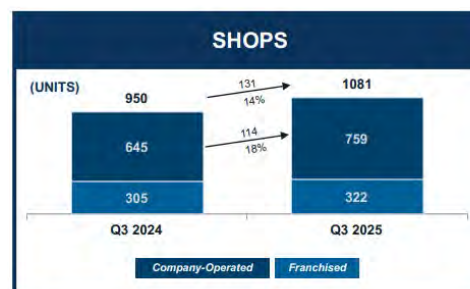 SHOPS
(UNITS)
950
131
14%
1081
645
114
18%
759
305
322
Q3 2024
Q3 2025
Company-Operated
Franchised